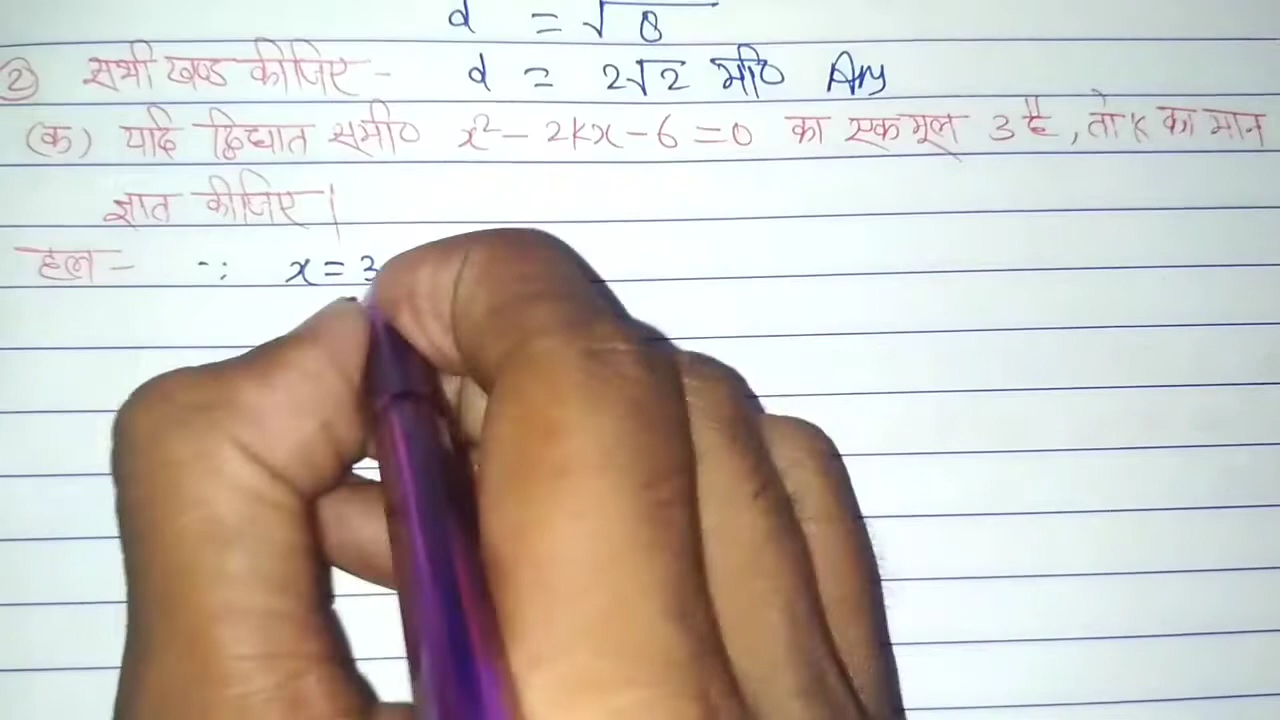 d = √8
② सभी खण्ड कीजिए - d = 2√2 मी० Ans
(क) यदि द्विघात समी० x² - 2kx - 6 = 0 का एक मूल 3 है, तो k का मान
ज्ञात कीजिए।
हल - ∵ x = 3